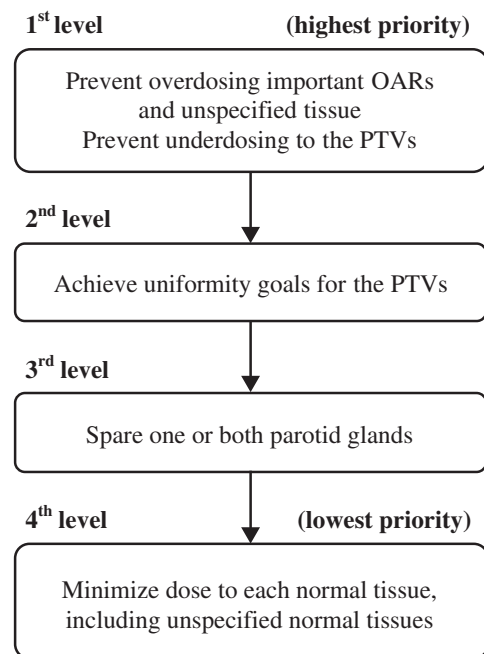 1st level (highest priority)
Prevent overdosing important OARs
and unspecified tissue
Prevent underdosing to the PTVs
2nd level
Achieve uniformity goals for the PTVs
3rd level
Spare one or both parotid glands
4th level (lowest priority)
Minimize dose to each normal tissue,
including unspecified normal tissues